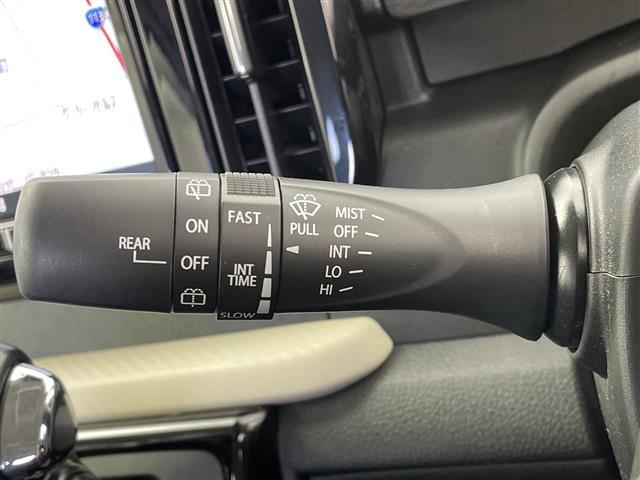 REAR
ON
OFF
FAST
INT
TIME
SLOW
PULL
MIST
OFF
INT
LO
HI